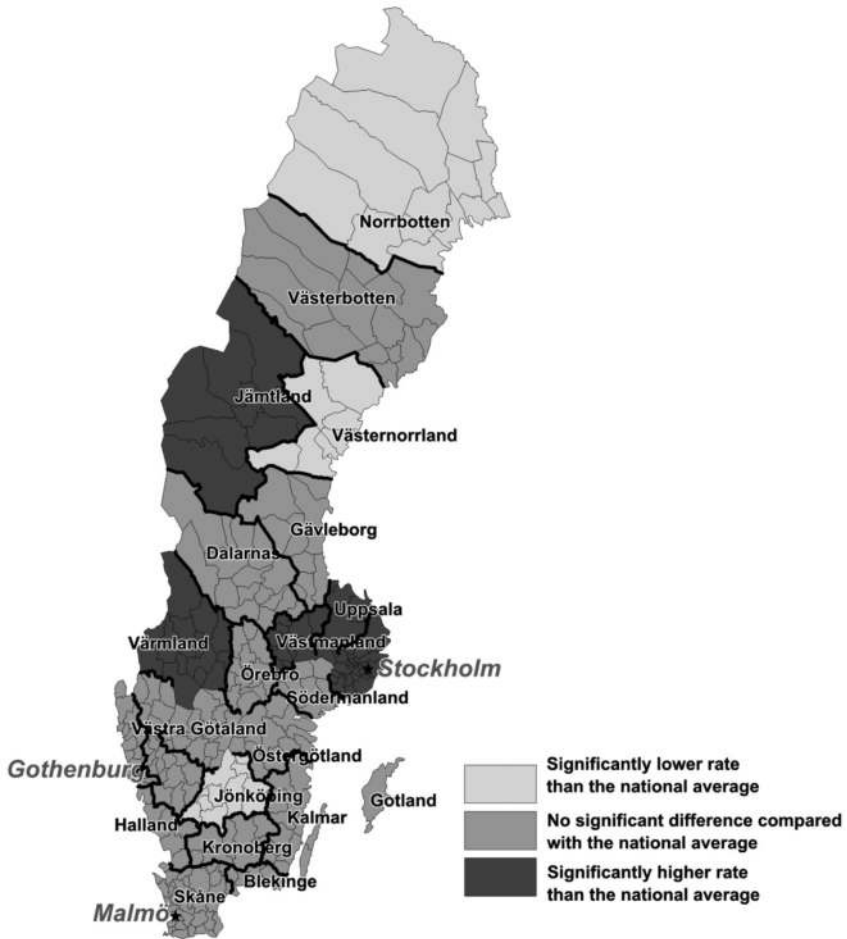 Norrbotten
Västerbotten
Jämtland
Västernorrland
Gävleborg
Dalarnas
Uppsala
Värmland
Västmanland
Stockholm
Örebro
Södermanland
Västra Götaland
Östergötland
Gothenburg
Jönköping
Gotland
Halland
Kalmar
Kronoberg
Blekinge
Skåne
Malmö
Significantly lower rate
than the national average
No significant difference compared
with the national average
Significantly higher rate
than the national average